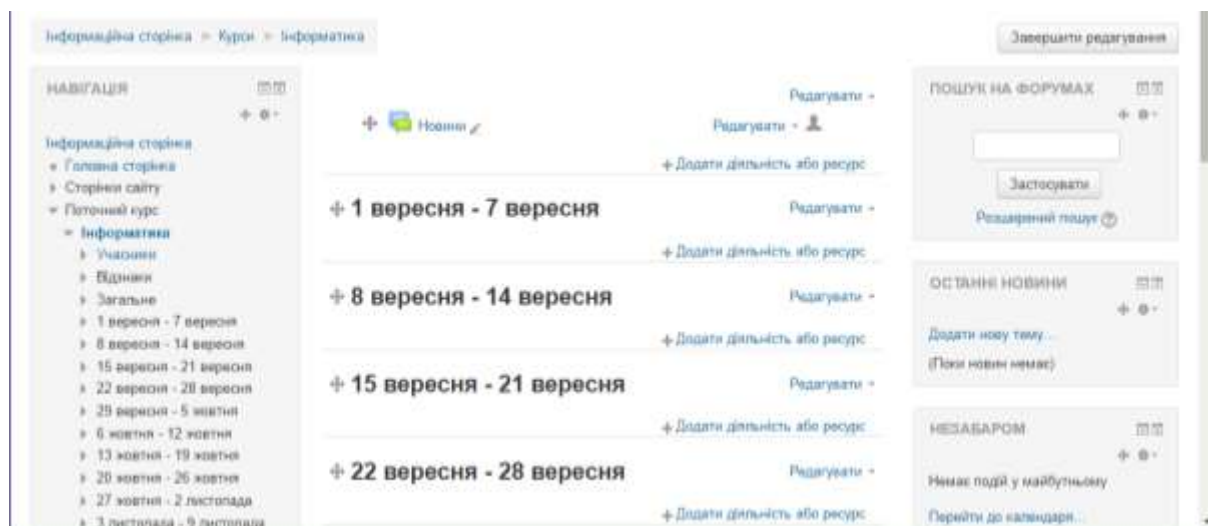 Інформаційна сторінка ► Курси ► Інформатика
Завершити редагування
НАВІГАЦІЯ
Інформаційна сторінка
Головна сторінка
Сторінки сайту
Поточний курс
Інформатика
Учасники
Відзнаки
Загальне
1 вересня - 7 вересня
8 вересня - 14 вересня
15 вересня - 21 вересня
22 вересня - 28 вересня
29 вересня - 5 жовтня
6 жовтня - 12 жовтня
13 жовтня - 19 жовтня
20 жовтня - 26 жовтня
27 жовтня - 2 листопада
3 листопада - 9 листопада
Редагувати
Новини
Редагувати
+ Додати діяльність або ресурс
1 вересня - 7 вересня
Редагувати
+ Додати діяльність або ресурс
8 вересня - 14 вересня
Редагувати
+ Додати діяльність або ресурс
15 вересня - 21 вересня
Редагувати
+ Додати діяльність або ресурс
22 вересня - 28 вересня
Редагувати
+ Додати діяльність або ресурс
ПОШУК НА ФОРУМАХ
Застосувати
Розширений пошук
ОСТАННІ НОВИНИ
Додати нову тему...
(Поки новин немає)
НЕЗАБАРОМ
Немає подій у майбутньому
Перейти до календаря...